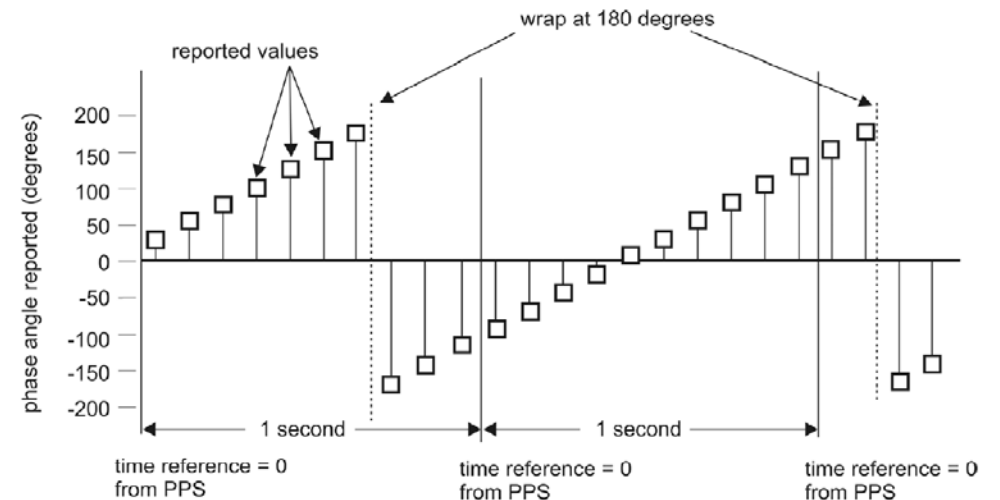 wrap at 180 degrees
reported values
phase angle reported (degrees)
200
150
100
50
0
-50
-100
-150
-200
1 second
1 second
time reference = 0
from PPS
time reference = 0
from PPS
time reference = 0
from PPS